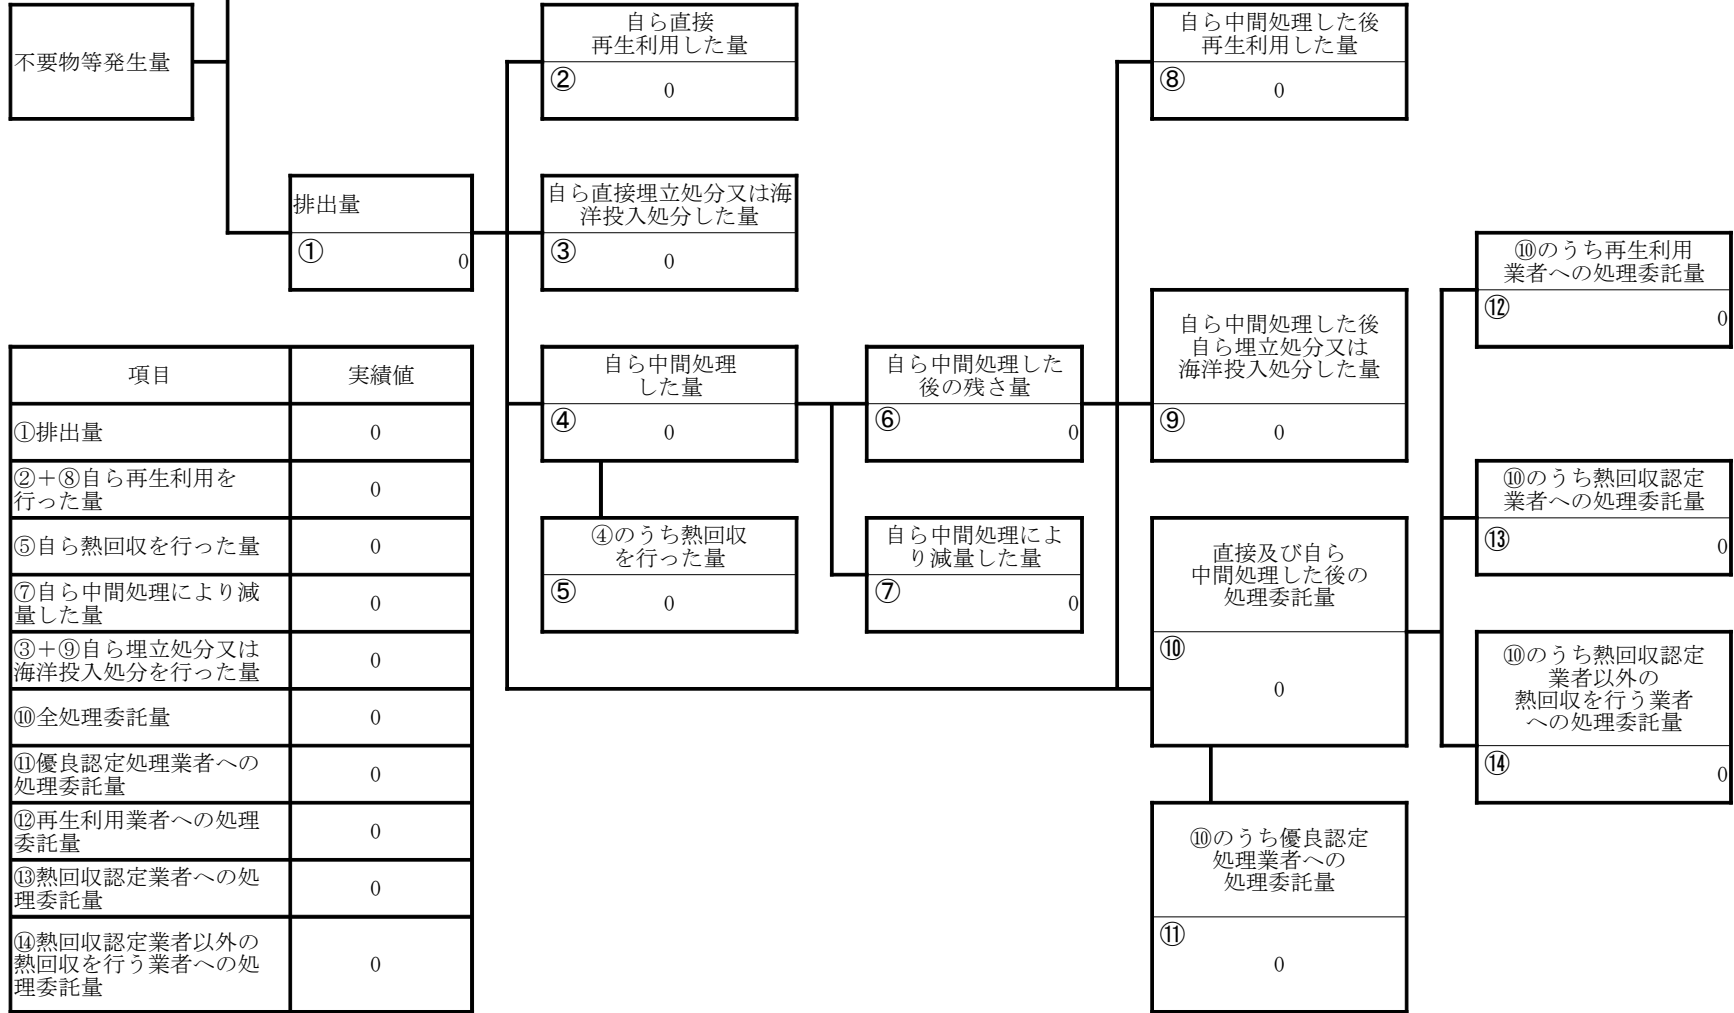 不要物等発生量
自ら直接
再生利用した量
②
0
自ら中間処理した後
再生利用した量
⑧
0
排出量
①
0
自ら直接埋立処分又は海
洋投入処分した量
③
0
⑩のうち再生利用
業者への処理委託量
⑫
0
自ら中間処理した後
自ら埋立処分又は
海洋投入処分した量
⑨
0
自ら中間処理
した量
④
0
自ら中間処理した
後の残さ量
⑥
0
⑩のうち熱回収認定
業者への処理委託量
⑬
0
④のうち熱回収
を行った量
⑤
0
自ら中間処理によ
り減量した量
⑦
0
直接及び自ら
中間処理した後の
処理委託量
⑩
0
⑩のうち熱回収認定
業者以外の
熱回収を行う業者
への処理委託量
⑭
0
⑩のうち優良認定
処理業者への
処理委託量
⑪
0
項目 実績値
①排出量 0
②+⑧自ら再生利用を
行った量
0
⑤自ら熱回収を行った量 0
⑦自ら中間処理により減
量した量
0
③+⑨自ら埋立処分又は
海洋投入処分を行った量
0
⑩全処理委託量 0
⑪優良認定処理業者への
処理委託量
0
⑫再生利用業者への処理
委託量
0
⑬熱回収認定業者への処
理委託量
0
⑭熱回収認定業者以外の
熱回収を行う業者への処
理委託量
0